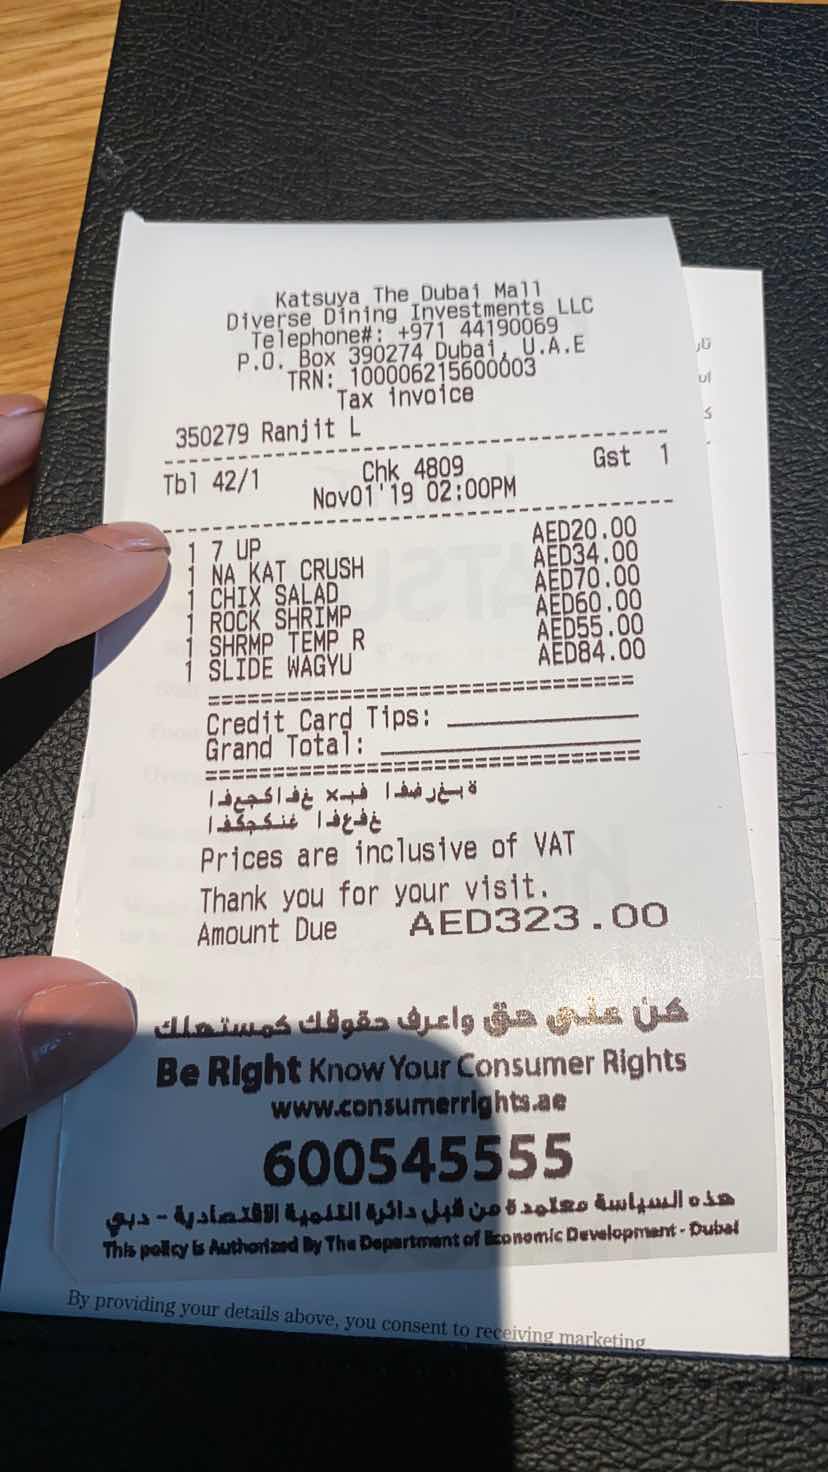 Katsuya The Dubai Mall
Diverse Dining Investments LLC
Telephone#: +971 44190069
P.O. Box 390274 Dubai, U.A.E
TRN: 100006215600003
Tax invoice
350279 Ranjit L
Tbl 42/1 Chk 4809 Gst 1
Nov01'19 02:00PM
1 7 UP AED20.00
1 NA KAT CRUSH AED34.00
1 CHIX SALAD AED70.00
1 ROCK SHRIMP AED60.00
1 SHRMP TEMP R AED55.00
1 SLIDE WAGYU AED84.00
Credit Card Tips:
Grand Total:
Prices are inclusive of VAT
Thank you for your visit.
Amount Due AED323.00
كن على حق واعرف حقوقك كمستهلك
Be Right Know Your Consumer Rights
www.consumerrights.ae
600545555
هذه السياسة معتمدة من قبل دائرة التنمية الاقتصادية - دبي
This policy is Authorized By The Department of Economic Development - Dubai
By providing your details above, you consent to receiving marketing